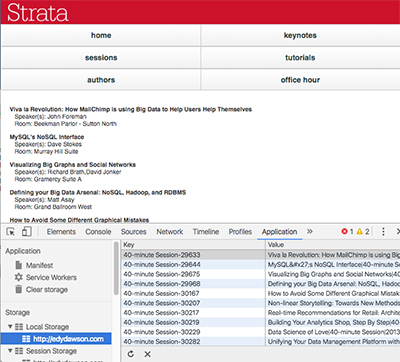 Strata
home keynotes
sessions tutorials
authors office hour
Viva la Revolution: How MailChimp is using Big Data to Help Users Help Themselves
Speaker(s): John Foreman
Room: Beekman Parlor - Sutton North
MySQL's NoSQL Interface
Speaker(s): Dave Stokes
Room: Murray Hill Suite
Visualizing Big Graphs and Social Networks
Speaker(s): Richard Brath,David Jonker
Room: Gramercy Suite A
Defining your Big Data Arsenal: NoSQL, Hadoop, and RDBMS
Speaker(s): Matt Asay
Room: Grand Ballroom West
How to Avoid Some Different Graphical Mistakes
Elements Console Sources Network Timeline Profiles Application » 1 2
Application
Manifest
Service Workers
Clear storage
Storage
Local Storage
http://edydawson.com
Session Storage
Key Value
40-minute Session-29633 Viva la Revolution: How MailChimp is using Big
40-minute Session-29644 MySQL&#x27;s NoSQL Interface|40-minute S
40-minute Session-29675 Visualizing Big Graphs and Social Networks|4
40-minute Session-29968 Defining your Big Data Arsenal: NoSQL, Hado
40-minute Session-30167 How to Avoid Some Different Graphical Mista
40-minute Session-30207 Non-linear Storytelling: Towards New Methods
40-minute Session-30217 Real-time Recommendations for Retail: Archit
40-minute Session-30219 Building Your Analytics Shop, Step By Step|40
40-minute Session-30229 Data Science of Love|40-minute Session|2013
40-minute Session-30282 Unifying Your Data Management Platform with